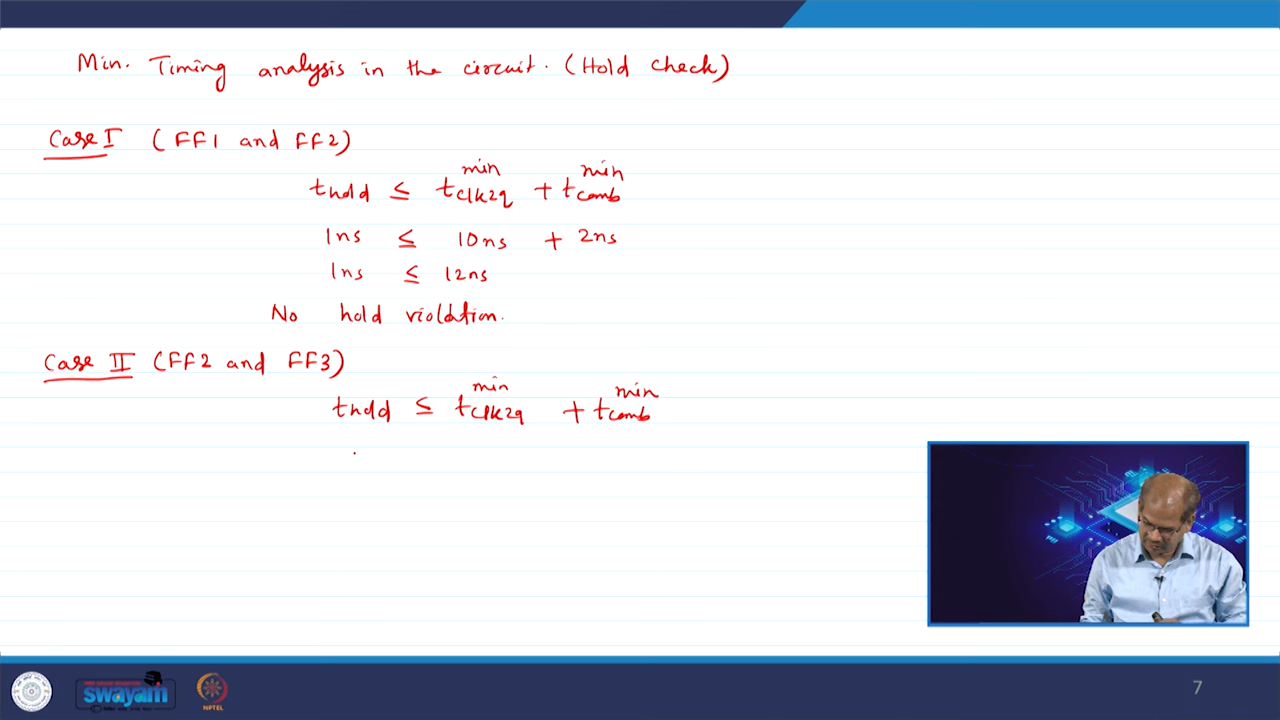 Min. Timing analysis in the circuit. (Hold check)
Case I (FF1 and FF2)
thold ≤ tclk2q min + tcomb min
1ns ≤ 10ns + 2ns
1ns ≤ 12ns
No hold violation.
Case II (FF2 and FF3)
thold ≤ tclk2q min + tcomb min
swayam
NPTEL
7